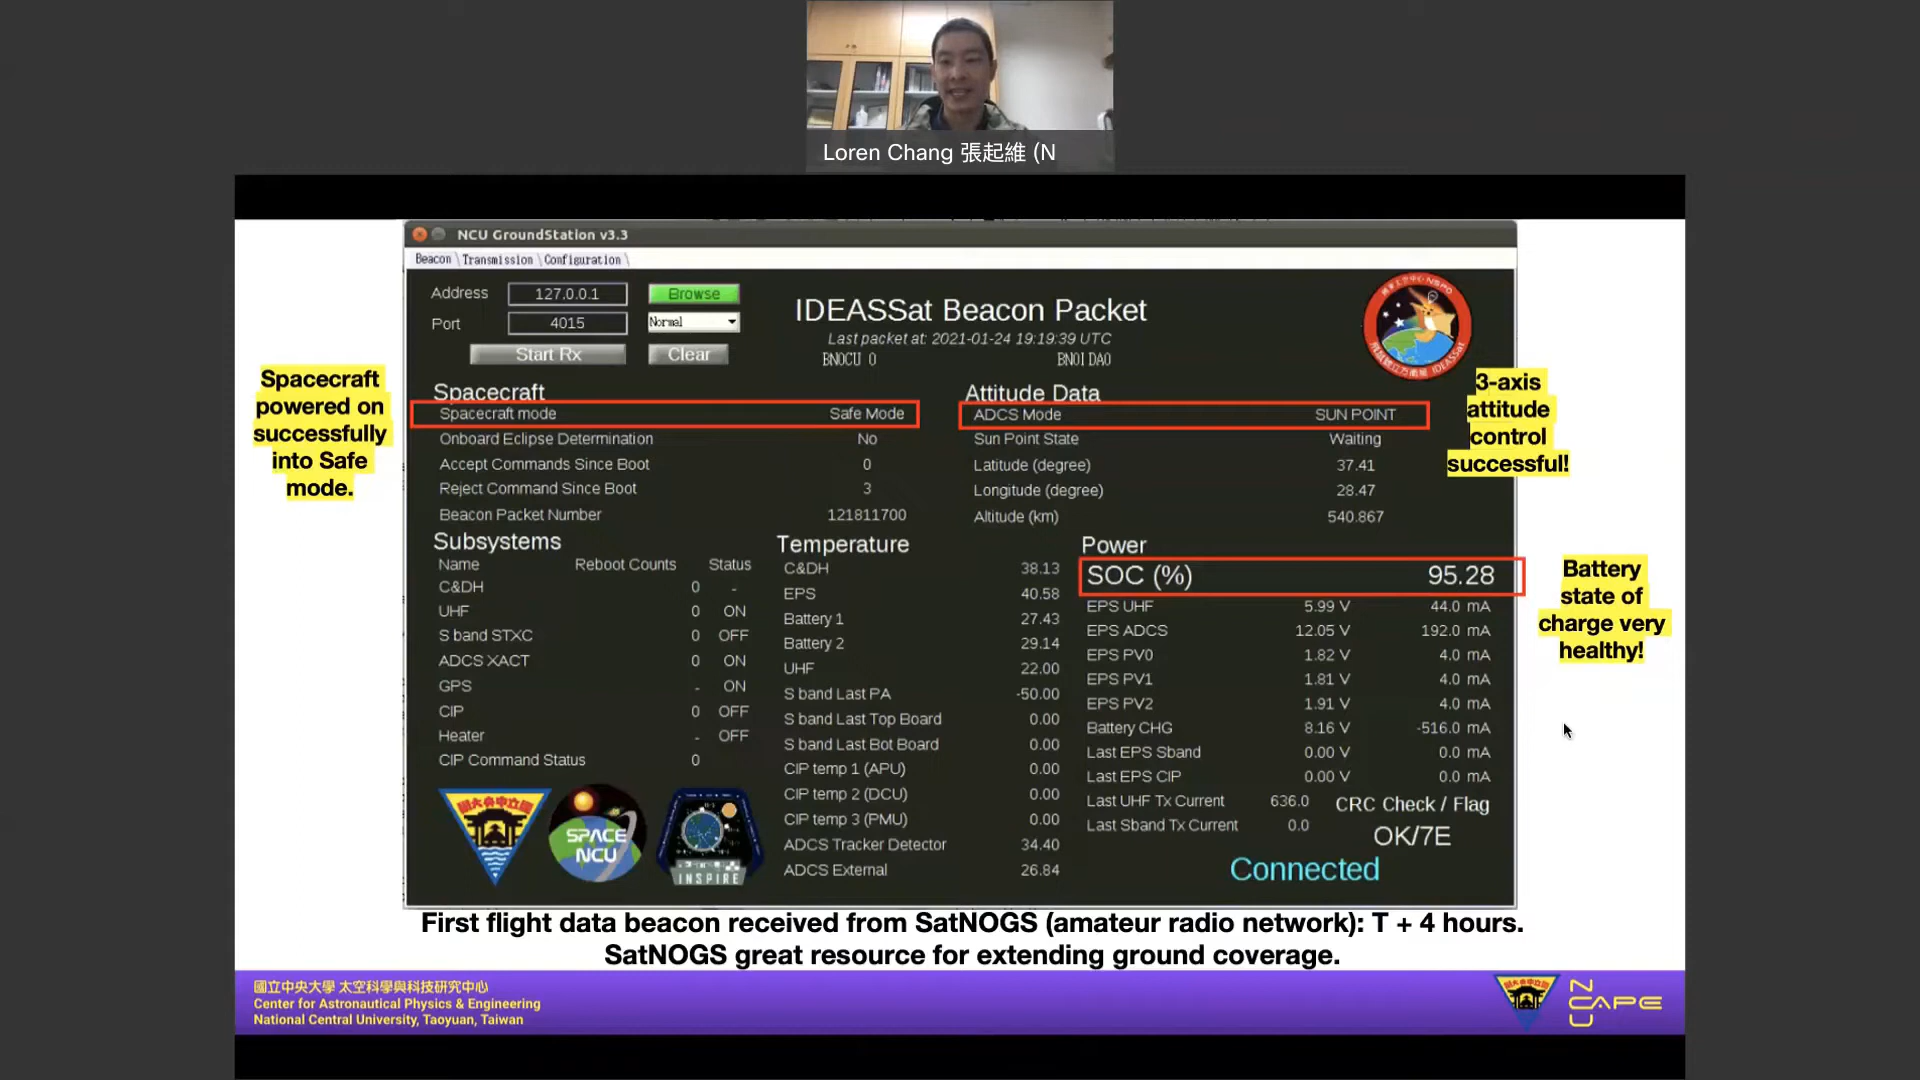 Loren Chang 張起維 (N
NCU GroundStation v3.3
Beacon Transmission Configuration
Address 127.0.0.1 Browse
Port 4015 Normal
Start Rx Clear
IDEASSat Beacon Packet
Last packet at: 2021-01-24 19:19:39 UTC
BN0CU 0 BN01DA0
Spacecraft
Spacecraft mode Safe Mode
Onboard Eclipse Determination No
Accept Commands Since Boot 0
Reject Command Since Boot 3
Beacon Packet Number 121811700
Attitude Data
ADCS Mode SUN POINT
Sun Point State Waiting
Latitude (degree) 37.41
Longitude (degree) 28.47
Altitude (km) 540.867
Spacecraft
powered on
successfully
into Safe
mode.
3-axis
attitude
control
successful!
Subsystems
Name Reboot Counts Status
C&DH 0 -
UHF 0 ON
S band STXC 0 OFF
ADCS XACT 0 ON
GPS - ON
CIP 0 OFF
Heater - OFF
CIP Command Status 0
SPACE
NCU
INSPIRE
Temperature
C&DH 38.13
EPS 40.58
Battery 1 27.43
Battery 2 29.14
UHF 22.00
S band Last PA -50.00
S band Last Top Board 0.00
S band Last Bot Board 0.00
CIP temp 1 (APU) 0.00
CIP temp 2 (DCU) 0.00
CIP temp 3 (PMU) 0.00
ADCS Tracker Detector 34.40
ADCS External 26.84
Power
SOC (%) 95.28
EPS UHF 5.99 V 44.0 mA
EPS ADCS 12.05 V 192.0 mA
EPS PV0 1.82 V 4.0 mA
EPS PV1 1.81 V 4.0 mA
EPS PV2 1.91 V 4.0 mA
Battery CHG 8.16 V -516.0 mA
Last EPS Sband 0.00 V 0.0 mA
Last EPS CIP 0.00 V 0.0 mA
Last UHF Tx Current 636.0
Last Sband Tx Current 0.0
CRC Check / Flag
OK/7E
Connected
Battery
state of
charge very
healthy!
First flight data beacon received from SatNOGS (amateur radio network): T + 4 hours.
SatNOGS great resource for extending ground coverage.
國立中央大學 太空科學與科技研究中心
Center for Astronautical Physics & Engineering
National Central University, Taoyuan, Taiwan
N
CAPE
U